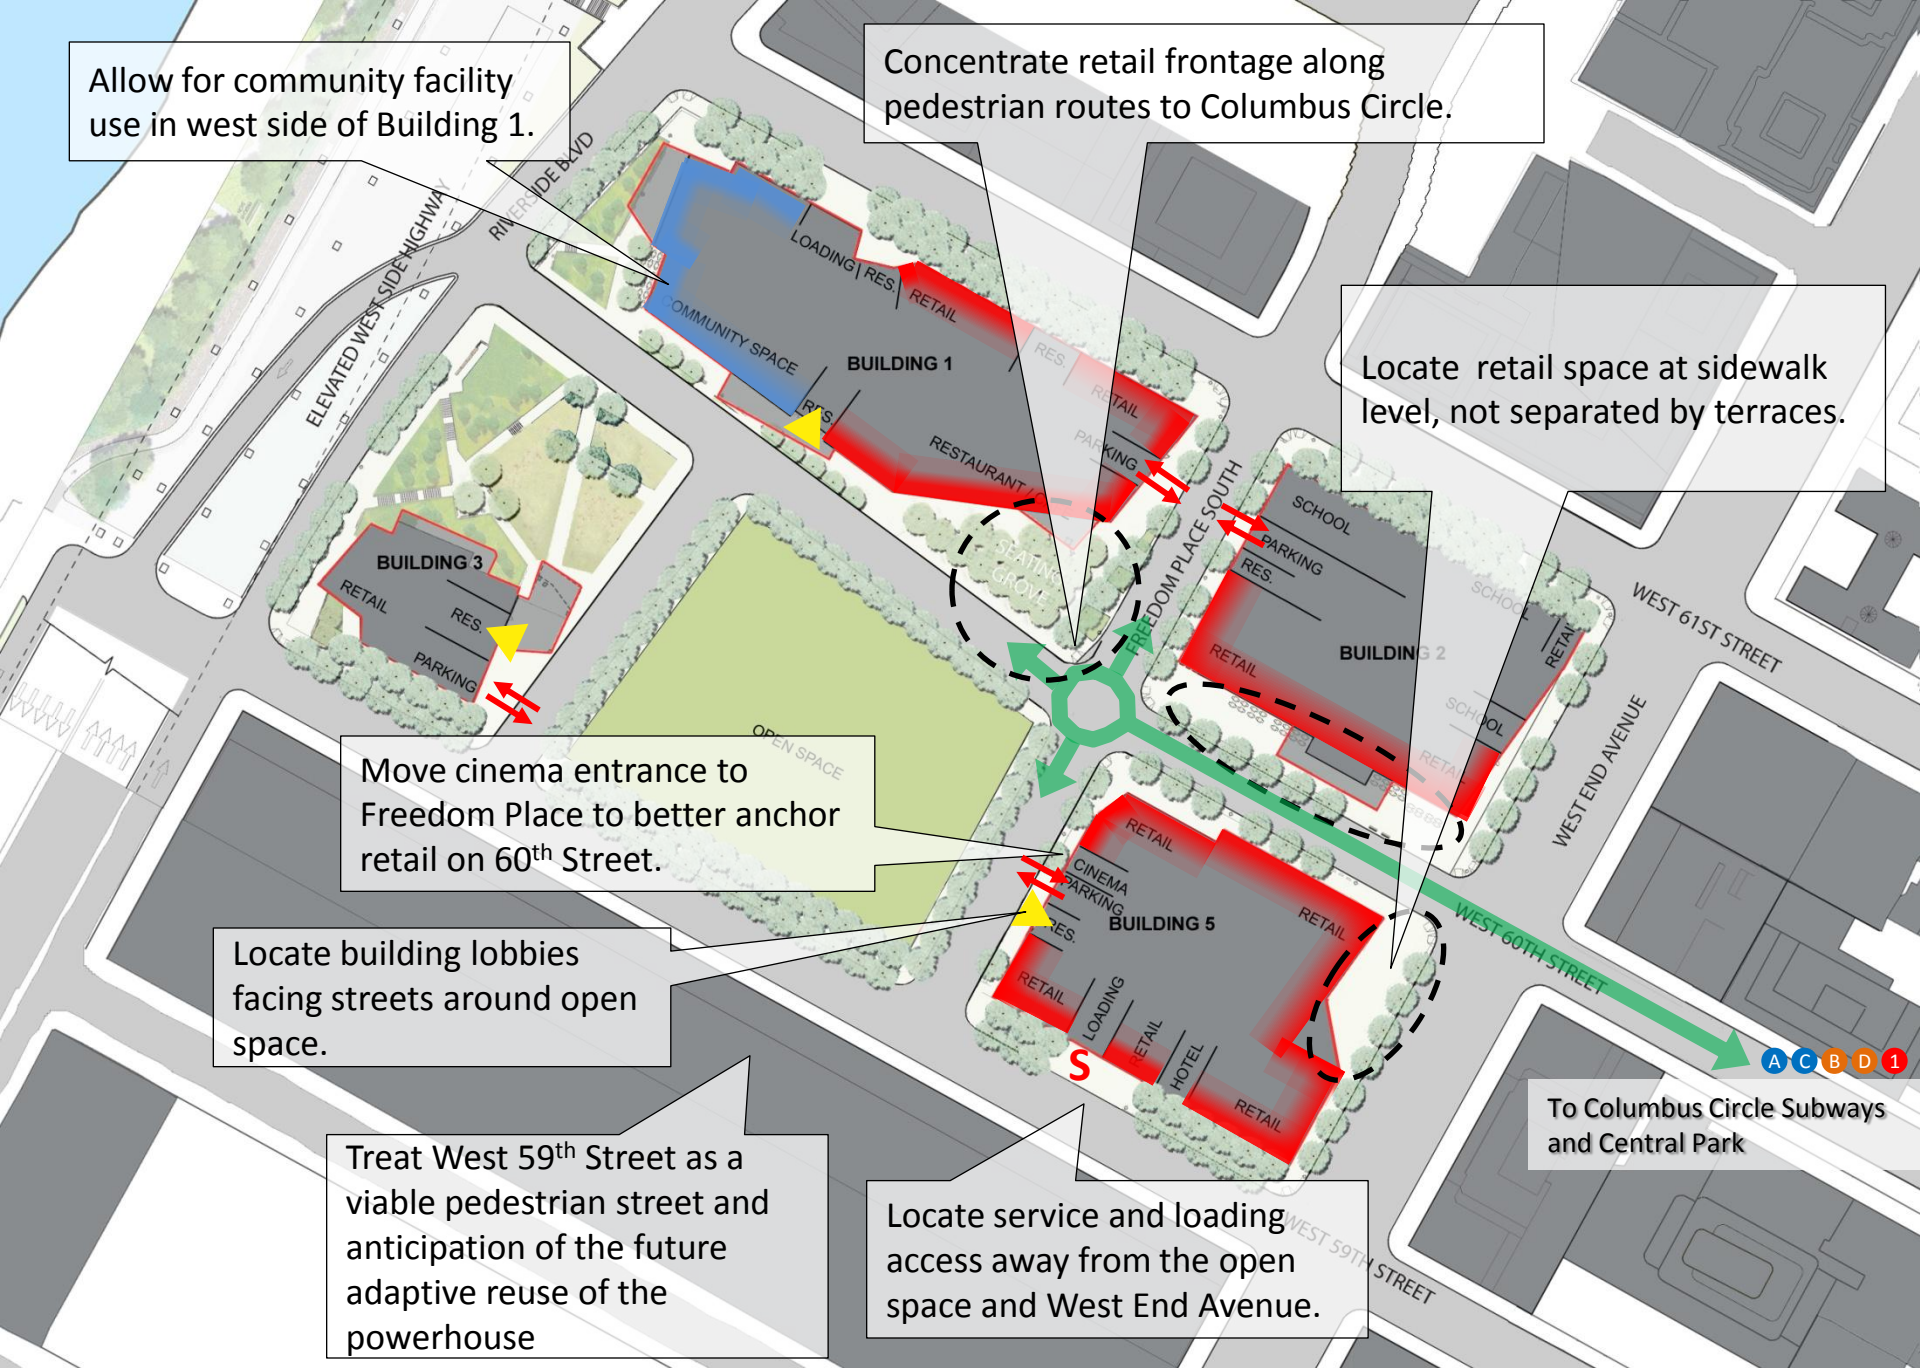 Allow for community facility
use in west side of Building 1.
Concentrate retail frontage along
pedestrian routes to Columbus Circle.
RIVERSIDE BLVD
ELEVATED WEST SIDE HIGHWAY
LOADING
RES.
RETAIL
COMMUNITY SPACE
BUILDING 1
RES.
RETAIL
RES.
PARKING
RESTAURANT /
Locate retail space at sidewalk
level, not separated by terraces.
SEATING
GROVE
FREEDOM PLACE SOUTH
SCHOOL
PARKING
RES.
SCHOOL
RETAIL
BUILDING 2
RETAIL
SCHOOL
RETAIL
WEST 61ST STREET
WEST END AVENUE
BUILDING 3
RETAIL
RES.
PARKING
OPEN SPACE
Move cinema entrance to
Freedom Place to better anchor
retail on 60th Street.
RETAIL
CINEMA
PARKING
BUILDING 5
RETAIL
RES.
RETAIL
LOADING
RETAIL
HOTEL
RETAIL
S
WEST 60TH STREET
Locate building lobbies
facing streets around open
space.
A C B D 1
To Columbus Circle Subways
and Central Park
Treat West 59th Street as a
viable pedestrian street and
anticipation of the future
adaptive reuse of the
powerhouse
Locate service and loading
access away from the open
space and West End Avenue.
WEST 59TH STREET